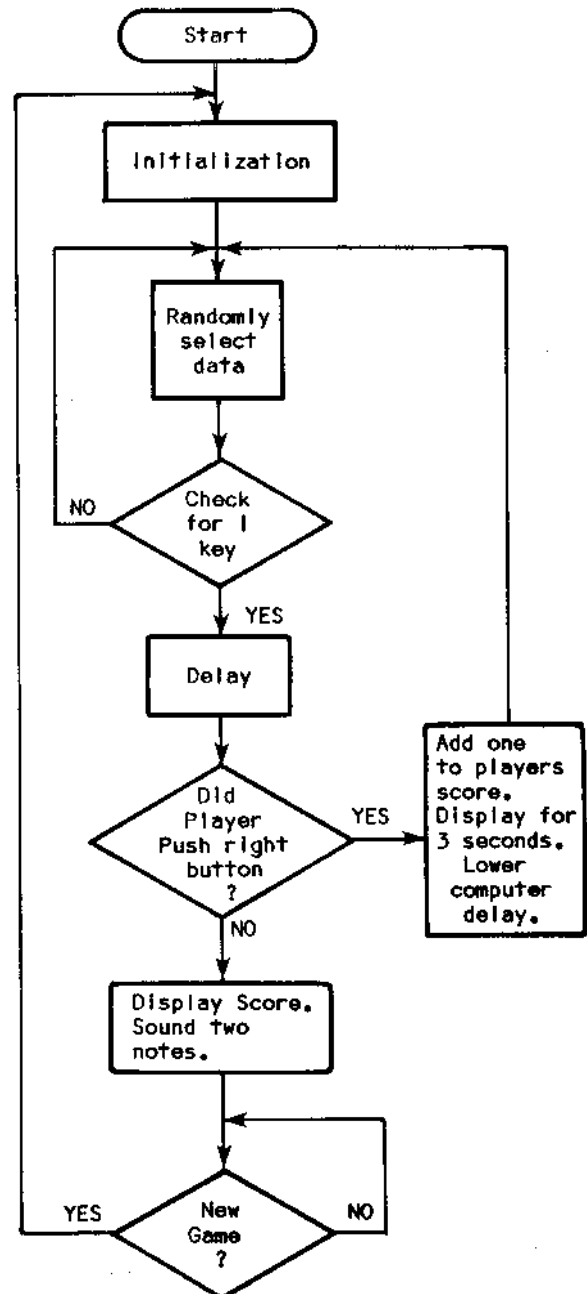 Start
Initialization
Randomly
select
data
NO
Check
for 1
key
YES
Delay
Did
Player
Push right
button
?
YES
Add one
to players
score.
Display for
3 seconds.
Lower
computer
delay.
NO
Display Score.
Sound two
notes.
YES
New
Game
?
NO